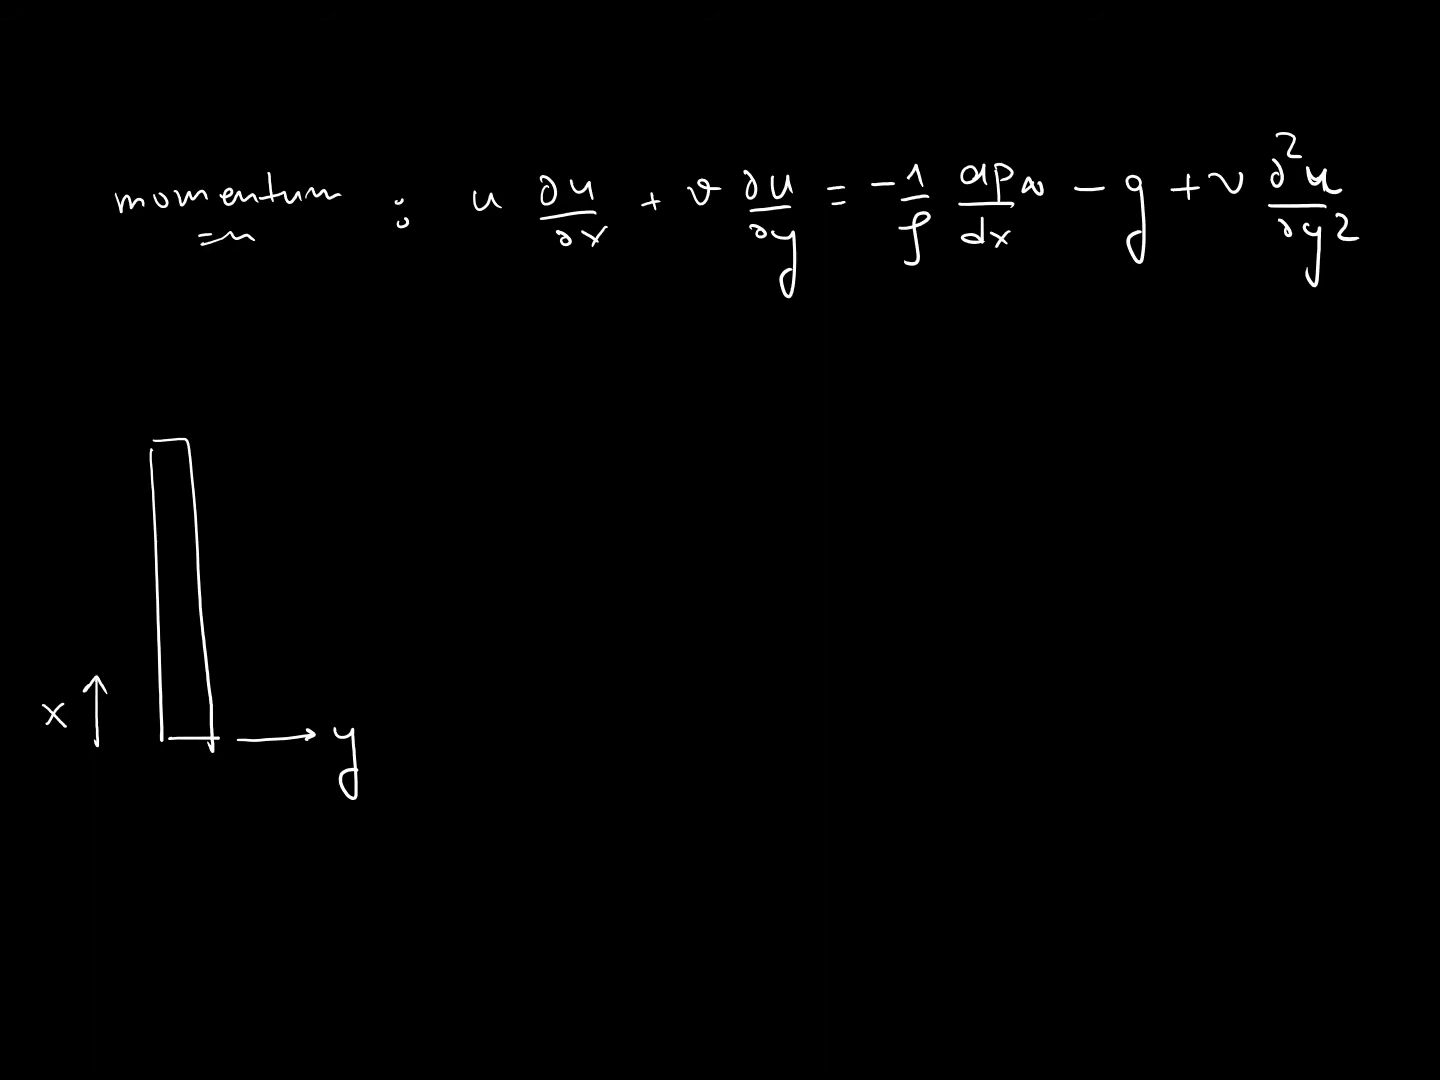 momentum : u ∂u/∂x + v ∂u/∂y = -1/ρ dp∞/dx - g + ν ∂²u/∂y²
=n
x
y